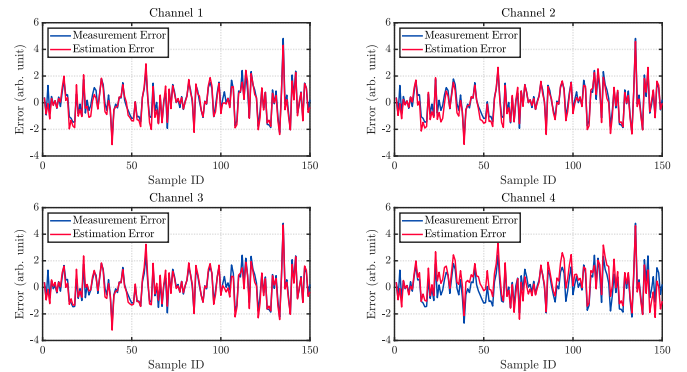 Channel 1
Measurement Error
Estimation Error
Error (arb. unit)
6
4
2
0
-2
-4
0 50 100 150
Sample ID
Channel 2
Measurement Error
Estimation Error
Error (arb. unit)
6
4
2
0
-2
-4
0 50 100 150
Sample ID
Channel 3
Measurement Error
Estimation Error
Error (arb. unit)
6
4
2
0
-2
-4
0 50 100 150
Sample ID
Channel 4
Measurement Error
Estimation Error
Error (arb. unit)
6
4
2
0
-2
-4
0 50 100 150
Sample ID